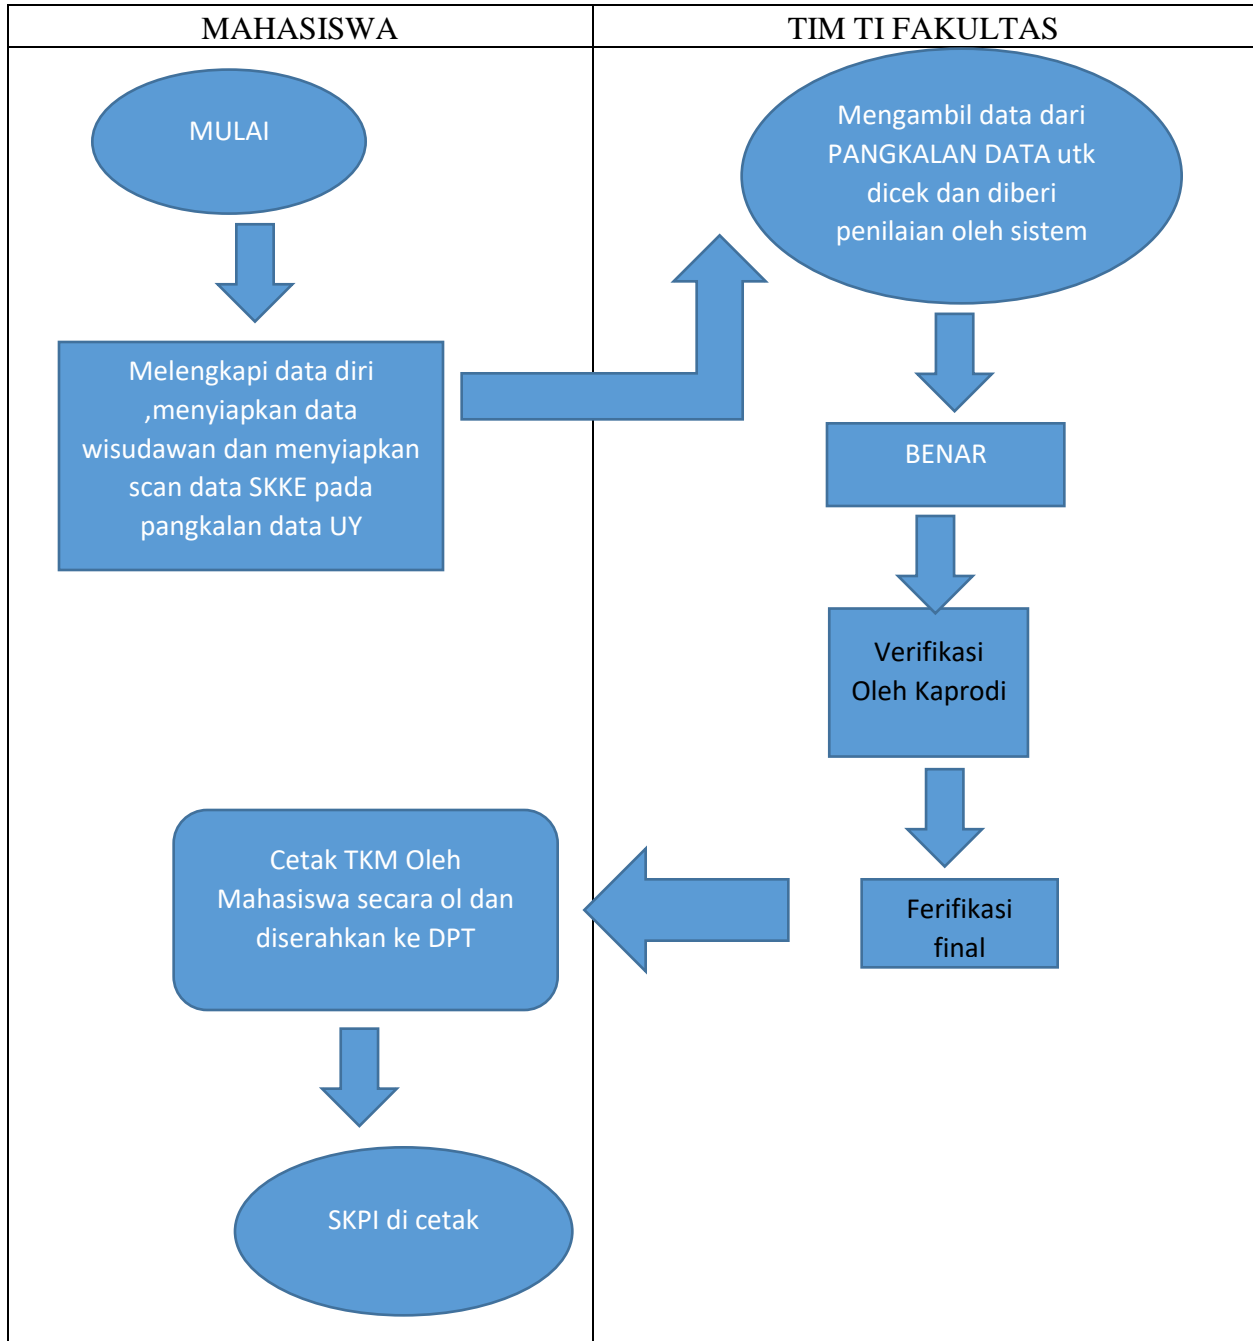 MAHASISWA
TIM TI FAKULTAS
MULAI
Melengkapi data diri
,menyiapkan data
wisudawan dan menyiapkan
scan data SKKE pada
pangkalan data UY
Mengambil data dari
PANGKALAN DATA utk
dicek dan diberi
penilaian oleh sistem
BENAR
Verifikasi
Oleh Kaprodi
Ferifikasi
final
Cetak TKM Oleh
Mahasiswa secara ol dan
diserahkan ke DPT
SKPI di cetak